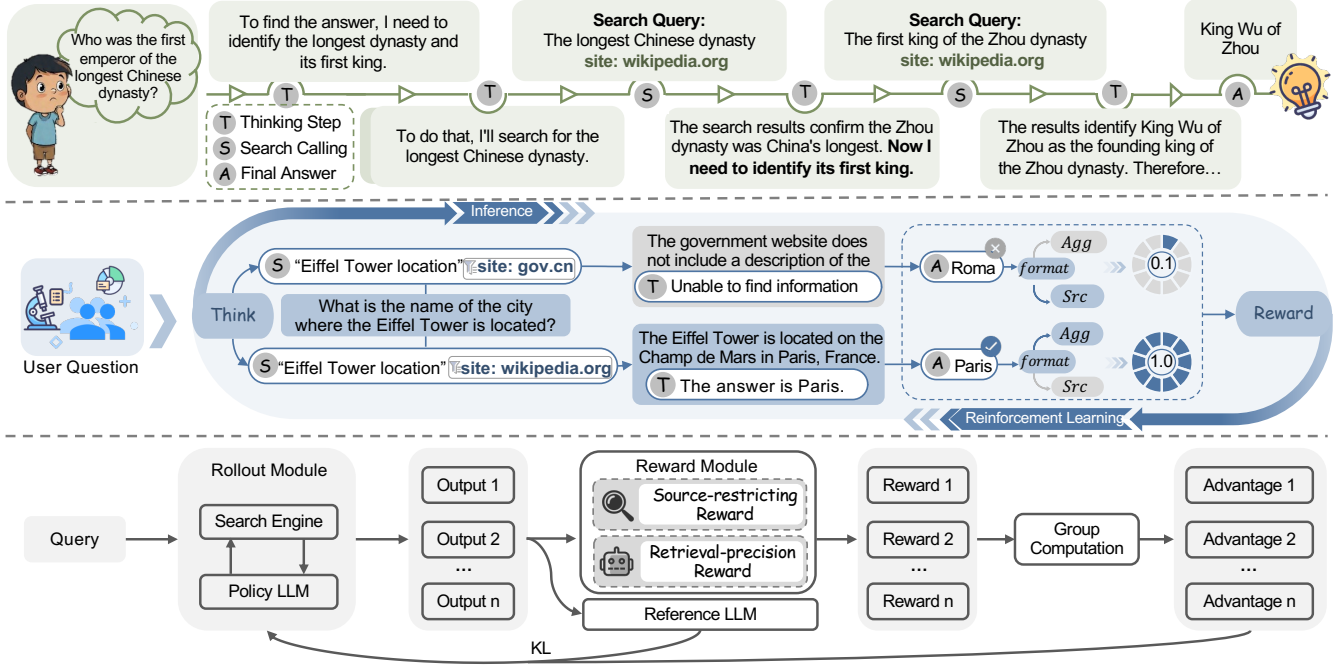 Who was the first
emperor of the
longest Chinese
dynasty?
To find the answer, I need to
identify the longest dynasty and
its first king.
Search Query:
The longest Chinese dynasty
site: wikipedia.org
Search Query:
The first king of the Zhou dynasty
site: wikipedia.org
King Wu of
Zhou
T
T
S
T
S
T
A
T Thinking Step
S Search Calling
A Final Answer
To do that, I'll search for the
longest Chinese dynasty.
The search results confirm the Zhou
dynasty was China's longest. Now I
need to identify its first king.
The results identify King Wu of
Zhou as the founding king of
the Zhou dynasty. Therefore…
Inference
User Question
Think
S "Eiffel Tower location" site: gov.cn
What is the name of the city
where the Eiffel Tower is located?
S "Eiffel Tower location" site: wikipedia.org
The government website does
not include a description of the
T Unable to find information
The Eiffel Tower is located on the
Champ de Mars in Paris, France.
T The answer is Paris.
A Roma
Agg
format
Src
0.1
A Paris
Agg
format
Src
1.0
Reward
Reinforcement Learning
Query
Rollout Module
Search Engine
Policy LLM
Output 1
Output 2
...
Output n
Reward Module
Source-restricting
Reward
Retrieval-precision
Reward
Reference LLM
Reward 1
Reward 2
...
Reward n
Group
Computation
Advantage 1
Advantage 2
...
Advantage n
KL